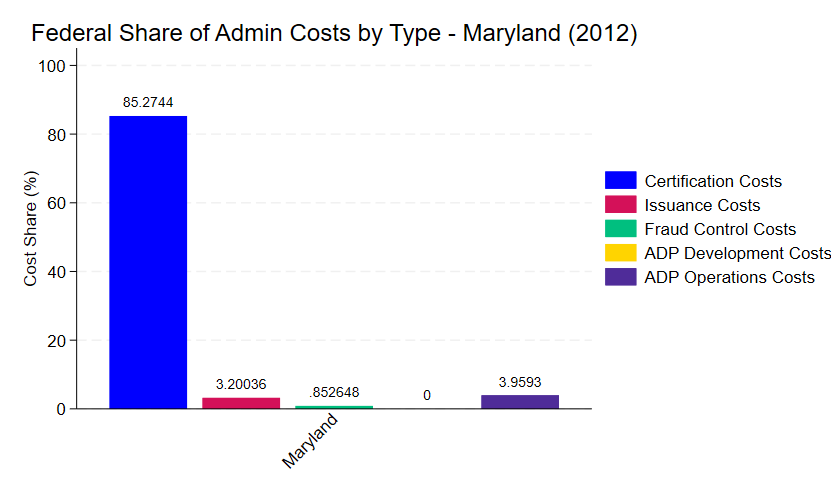 Federal Share of Admin Costs by Type - Maryland (2012)
Cost Share (%)
100
80
60
40
20
0
85.2744
3.20036
.852648
0
3.9593
Maryland
Certification Costs
Issuance Costs
Fraud Control Costs
ADP Development Costs
ADP Operations Costs